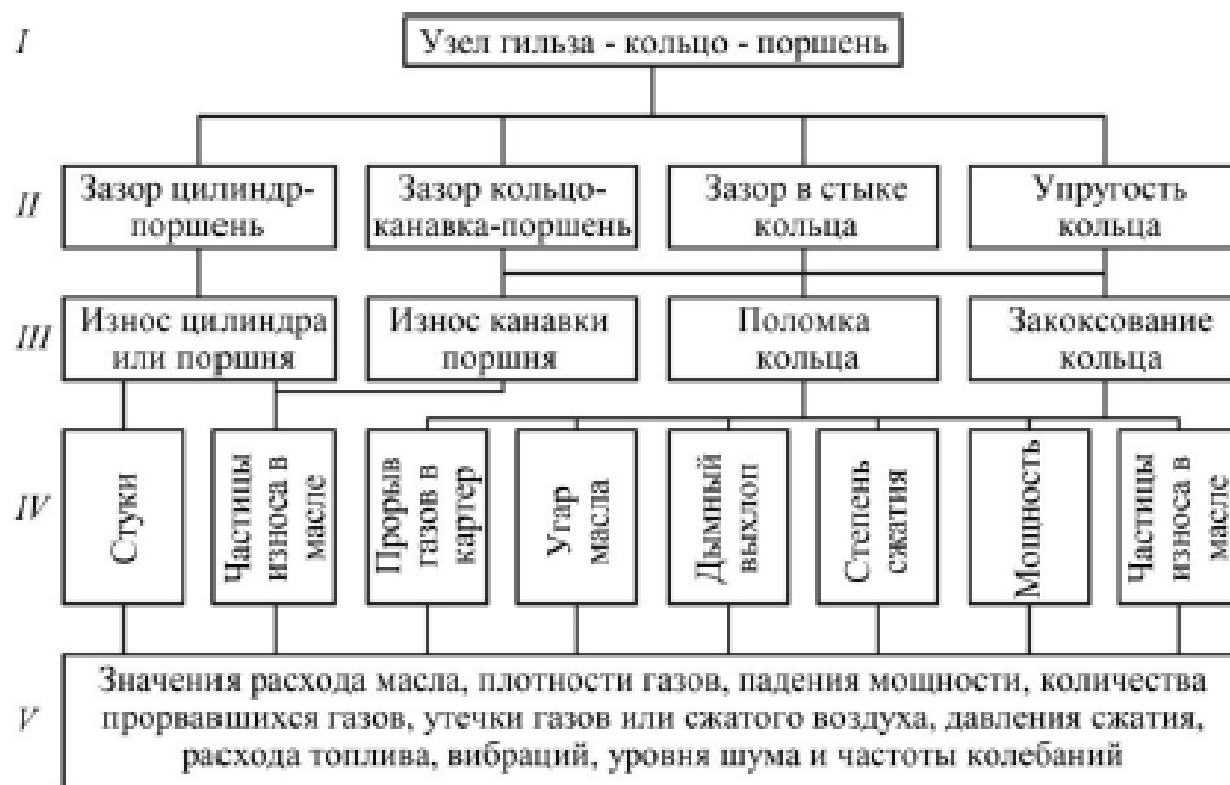 I
Узел гильза - кольцо - поршень
II
Зазор цилиндр-
поршень
Зазор кольцо-
канавка-поршень
Зазор в стыке
кольца
Упругость
кольца
III
Износ цилиндра
или поршня
Износ канавки
поршня
Поломка
кольца
Закоксование
кольца
IV
Стуки
Частицы
износа в
масле
Прорыв
газов в
картер
Угар
масла
Дымный
выхлоп
Степень
сжатия
Мощность
Частицы
износа в
масле
V
Значения расхода масла, плотности газов, падения мощности, количества
прорвавшихся газов, утечки газов или сжатого воздуха, давления сжатия,
расхода топлива, вибраций, уровня шума и частоты колебаний